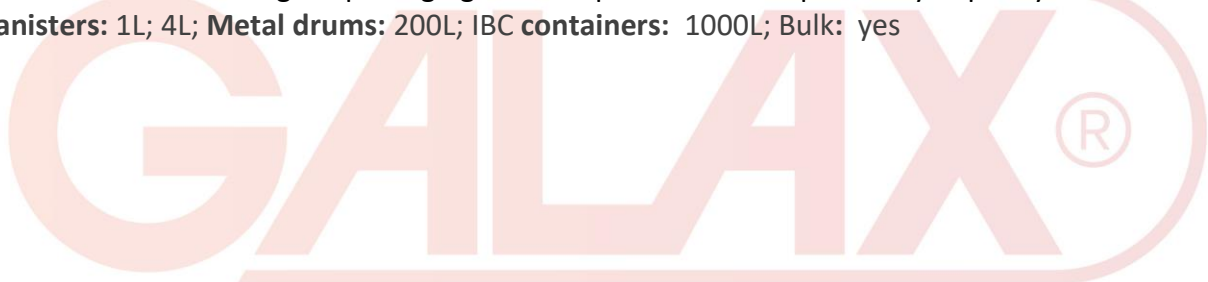 anisters: 1L; 4L; Metal drums: 200L; IBC containers: 1000L; Bulk: yes
GALAX®